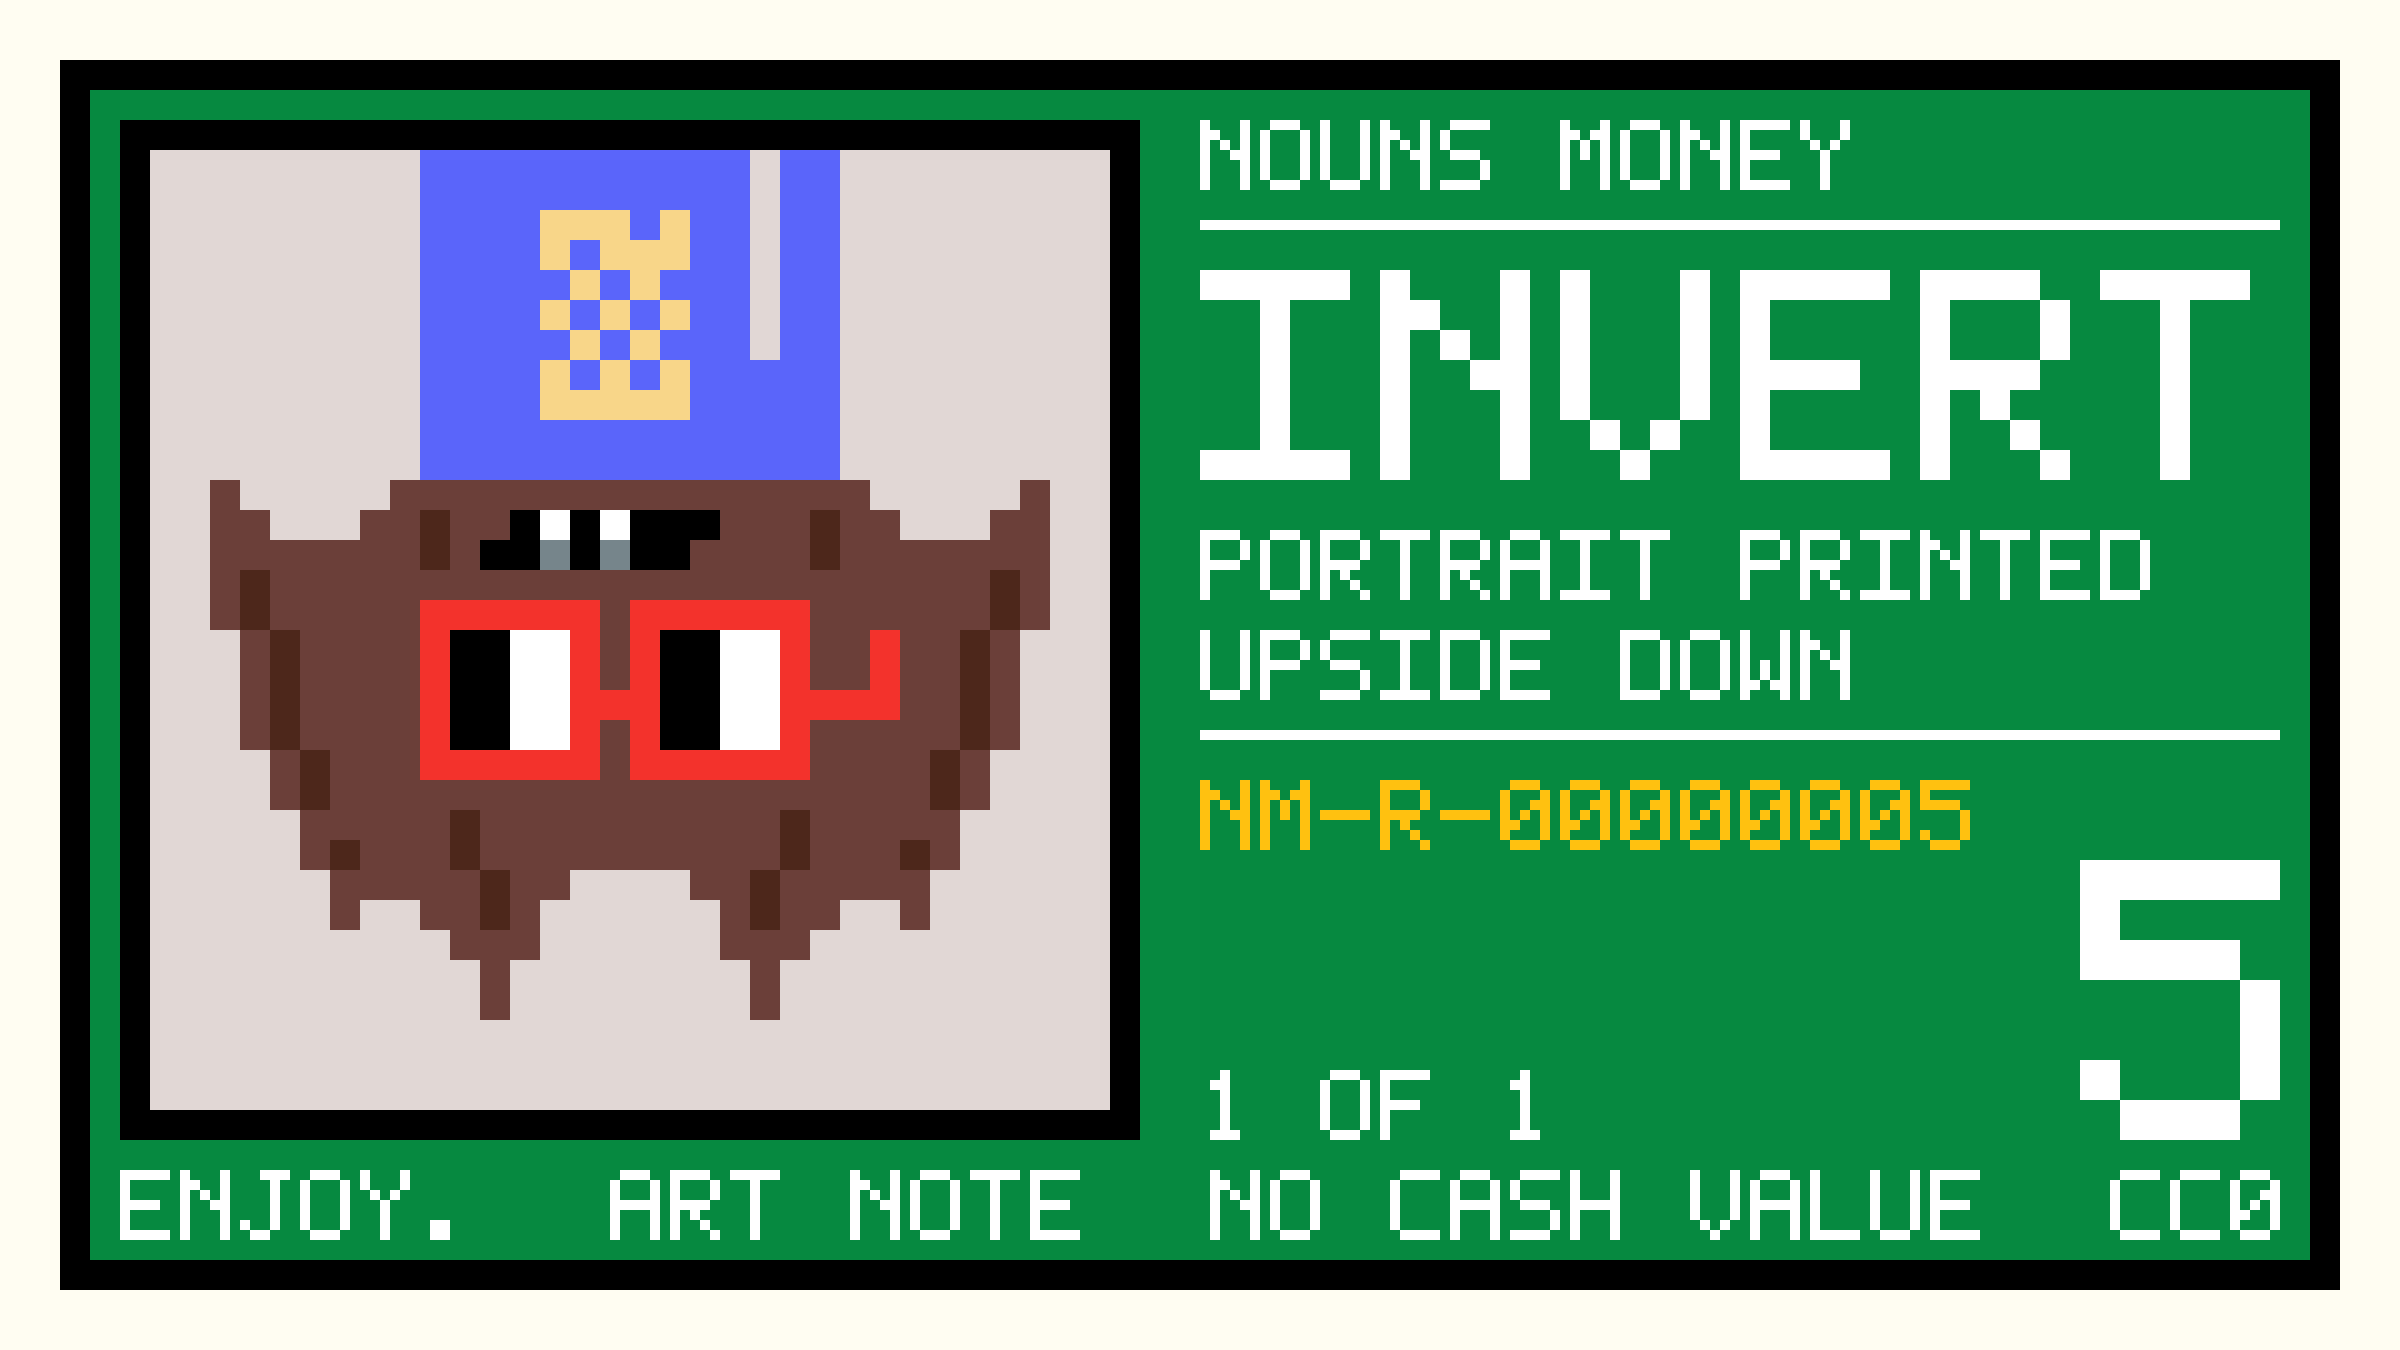 NOUNS MONEY
INVERT
PORTRAIT PRINTED
UPSIDE DOWN
NM-R-00000005
5
1 OF 1
ENJOY. ART NOTE NO CASH VALUE CC0